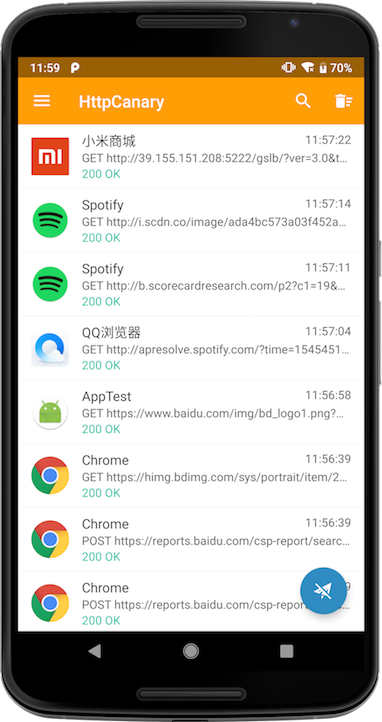 11:59
70%
HttpCanary
小米商城
11:57:22
GET http://39.155.151.208:5222/gslb/?ver=3.0&t...
200 OK
Spotify
11:57:14
GET http://i.scdn.co/image/ada4bc573a03f452a...
200 OK
Spotify
11:57:11
GET http://b.scorecardresearch.com/p2?c1=19&...
200 OK
QQ浏览器
11:57:04
GET http://apresolve.spotify.com/?time=1545451...
200 OK
AppTest
11:56:58
GET https://www.baidu.com/img/bd_logo1.png?...
200 OK
Chrome
11:56:39
GET https://himg.bdimg.com/sys/portrait/item/2...
200 OK
Chrome
11:56:39
POST https://reports.baidu.com/csp-report/searc...
200 OK
Chrome
POST https://reports.baidu.com/csp-repor
200 OK